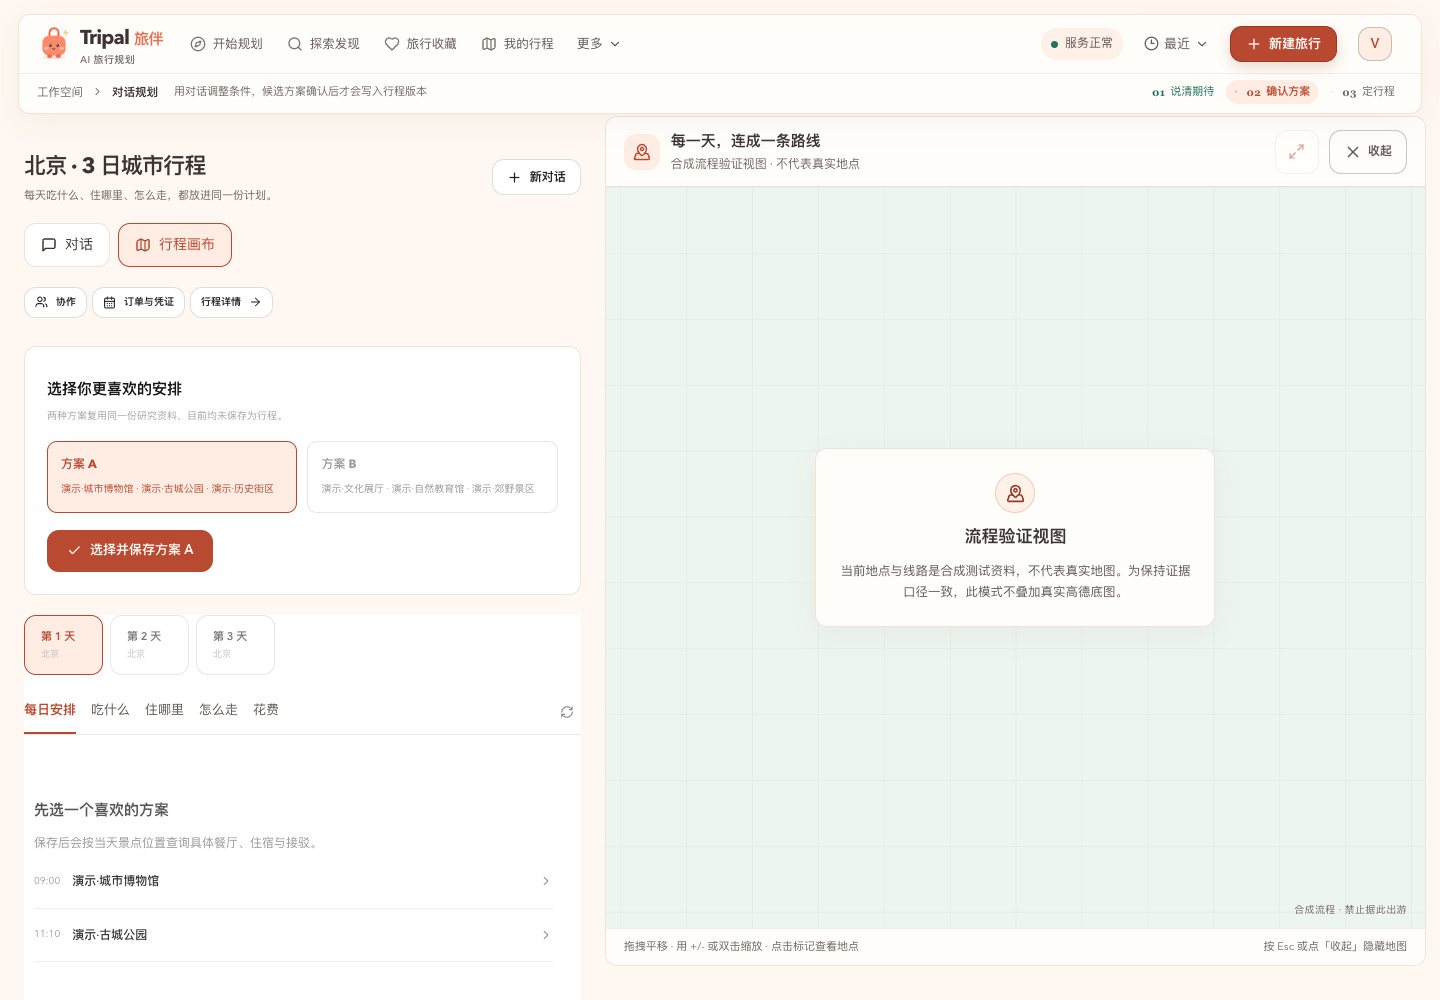 Tripal 旅伴
AI 旅行规划
开始规划
探索发现
旅行收藏
我的行程
更多
服务正常
最近
新建旅行
V
工作空间
对话规划
用对话调整条件，候选方案确认后才会写入行程版本
01 说清期待
· 02 确认方案
· 03 定行程
北京 · 3 日城市行程
每天吃什么、住哪里、怎么走，都放进同一份计划。
新对话
对话
行程画布
协作
订单与凭证
行程详情
选择你更喜欢的安排
两种方案复用同一份研究资料，目前均未保存为行程。
方案 A
演示·城市博物馆 · 演示·古城公园 · 演示·历史街区
方案 B
演示·文化展厅 · 演示·自然教育馆 · 演示·郊野景区
选择并保存方案 A
第 1 天
北京
第 2 天
北京
第 3 天
北京
每日安排
吃什么
住哪里
怎么走
花费
先选一个喜欢的方案
保存后会按当天景点位置查询具体餐厅、住宿与接驳。
09:00 演示·城市博物馆
11:10 演示·古城公园
每一天，连成一条路线
合成流程验证视图 · 不代表真实地点
收起
流程验证视图
当前地点与线路是合成测试资料，不代表真实地图。为保持证据
口径一致，此模式不叠加真实高德底图。
合成流程 · 禁止据此出游
拖拽平移 · 用 +/- 或双击缩放 · 点击标记查看地点
按 Esc 或点「收起」隐藏地图